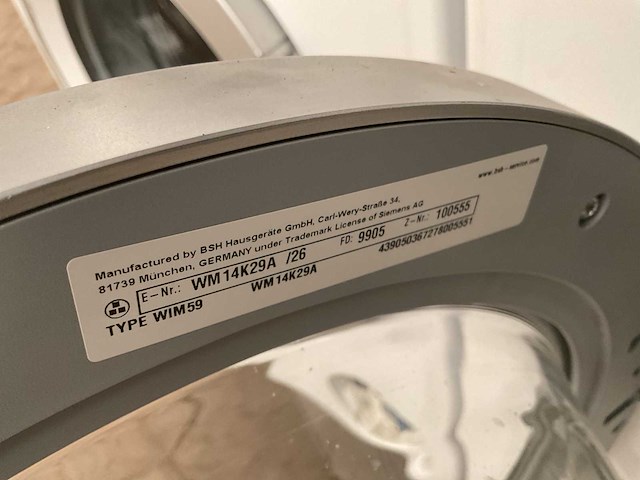 www.bsh-service.com
Manufactured by BSH Hausgeräte GmbH, Carl-Wery-Straße 34,
81739 München, GERMANY under Trademark License of Siemens AG
E-Nr.: WM14K29A /26 FD: 9905 Z-Nr.: 100555
TYPE WIM59 WM14K29A 439050367278005551